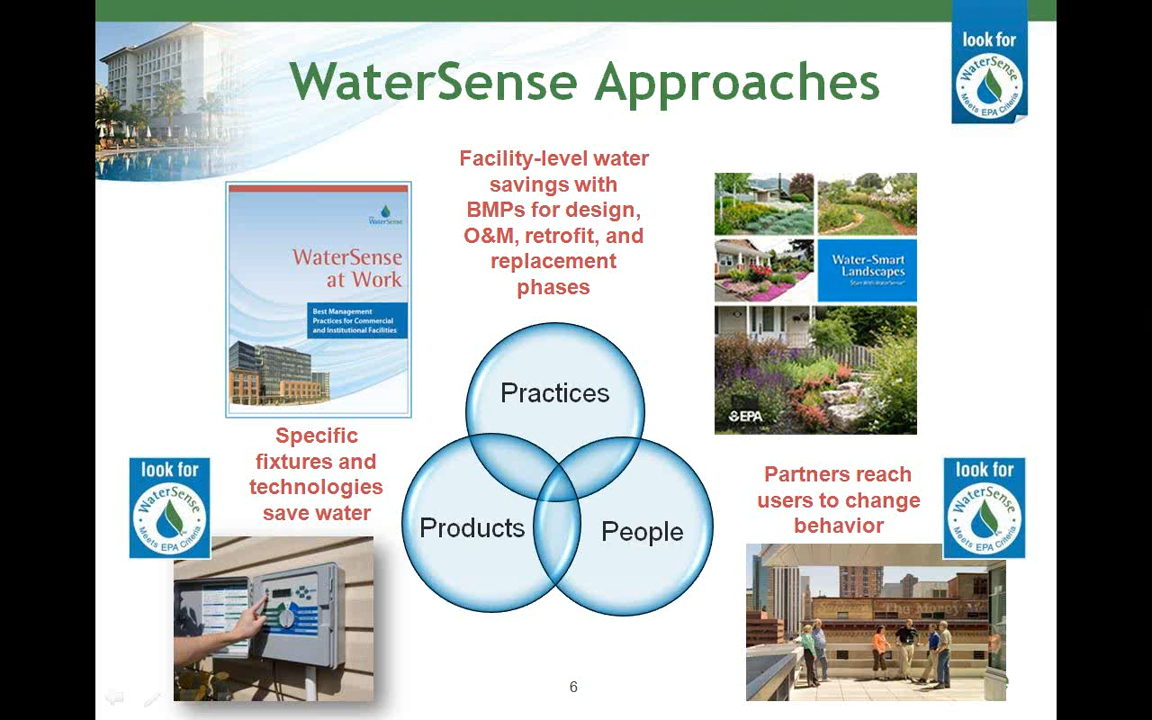 WaterSense Approaches
look for
WaterSense
Meets EPA Criteria
Facility-level water
savings with
BMPs for design,
O&M, retrofit, and
replacement
phases
WaterSense
WaterSense
at Work
Best Management
Practices for Commercial
and Institutional Facilities
Water-Smart
Landscapes
Start With WaterSense
EPA
Practices
Products
People
Specific
fixtures and
technologies
save water
look for
WaterSense
Meets EPA Criteria
Partners reach
users to change
behavior
look for
WaterSense
Meets EPA Criteria
6